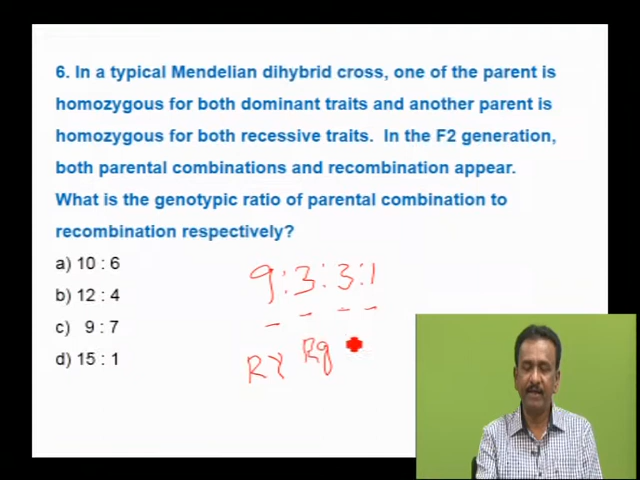 6. In a typical Mendelian dihybrid cross, one of the parent is
homozygous for both dominant traits and another parent is
homozygous for both recessive traits. In the F2 generation,
both parental combinations and recombination appear.
What is the genotypic ratio of parental combination to
recombination respectively?
a) 10 : 6
b) 12 : 4
c) 9 : 7
d) 15 : 1
9 : 3 : 3 : 1
RY Ry